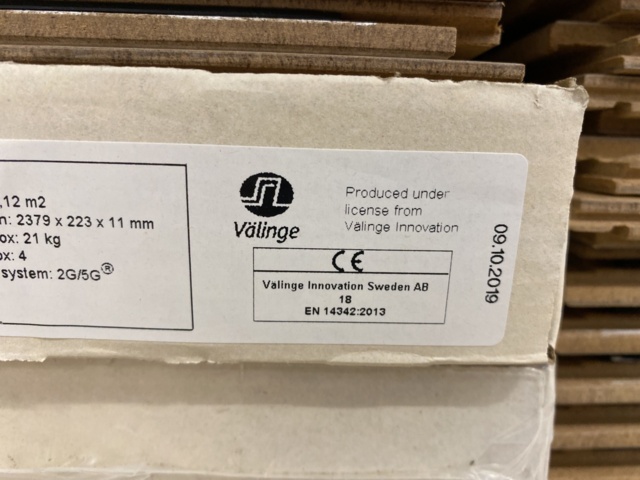 ,12 m2
n: 2379 x 223 x 11 mm
ox: 21 kg
ox: 4
system: 2G/5G®
Välinge
Produced under
license from
Välinge Innovation
CE
Välinge Innovation Sweden AB
18
EN 14342:2013
09.10.2019